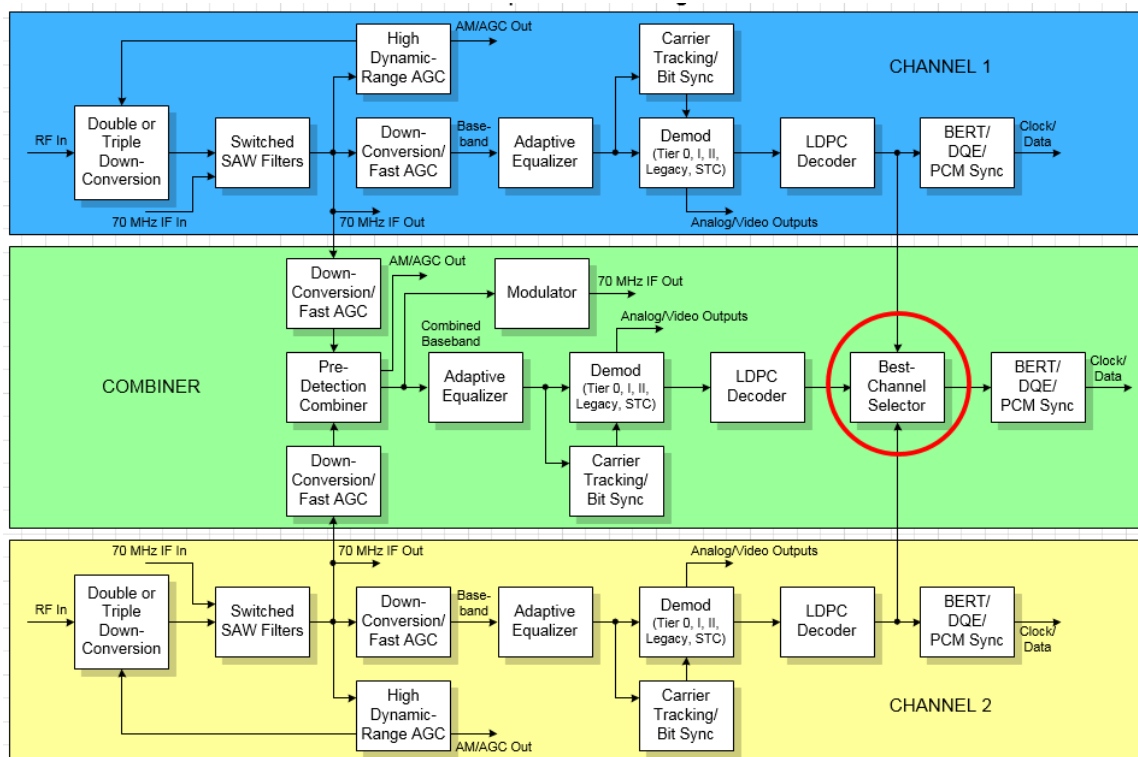 AM/AGC Out
High
Dynamic-
Range AGC
Carrier
Tracking/
Bit Sync
CHANNEL 1
RF In
Double or
Triple
Down-
Conversion
Switched
SAW Filters
Down-
Conversion/
Fast AGC
Base-
band
Adaptive
Equalizer
Demod
(Tier 0, I, II,
Legacy, STC)
LDPC
Decoder
BERT/
DQE/
PCM Sync
Clock/
Data
70 MHz IF In
70 MHz IF Out
Analog/Video Outputs
Down-
Conversion/
Fast AGC
AM/AGC Out
Modulator
70 MHz IF Out
Analog/Video Outputs
COMBINER
Pre-
Detection
Combiner
Combined
Baseband
Adaptive
Equalizer
Demod
(Tier 0, I, II,
Legacy, STC)
LDPC
Decoder
Best-
Channel
Selector
BERT/
DQE/
PCM Sync
Clock/
Data
Down-
Conversion/
Fast AGC
Carrier
Tracking/
Bit Sync
70 MHz IF In
70 MHz IF Out
Analog/Video Outputs
RF In
Double or
Triple
Down-
Conversion
Switched
SAW Filters
Down-
Conversion/
Fast AGC
Base-
band
Adaptive
Equalizer
Demod
(Tier 0, I, II,
Legacy, STC)
LDPC
Decoder
BERT/
DQE/
PCM Sync
Clock/
Data
High
Dynamic-
Range AGC
AM/AGC Out
Carrier
Tracking/
Bit Sync
CHANNEL 2